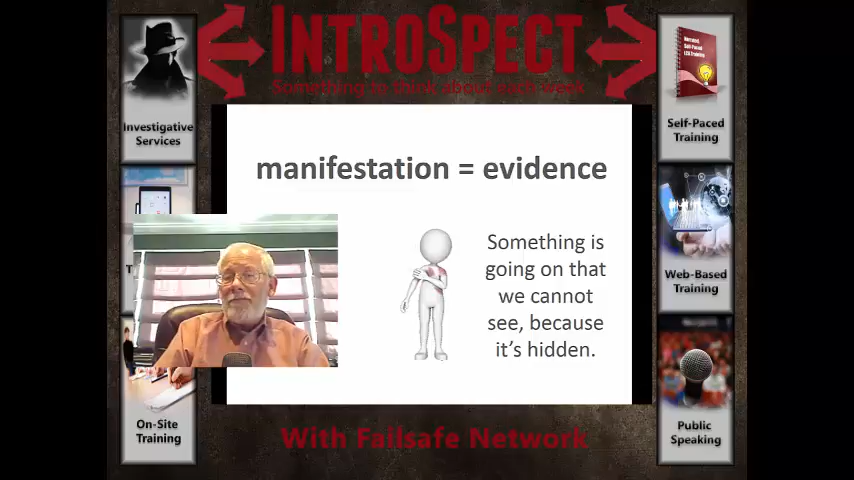 INTROSPECT
Something to think about each week
Investigative
Services
Self-Paced
Training
manifestation = evidence
Something is
going on that
we cannot
see, because
it's hidden.
Web-Based
Training
T
On-Site
Training
Public
Speaking
With Failsafe Network